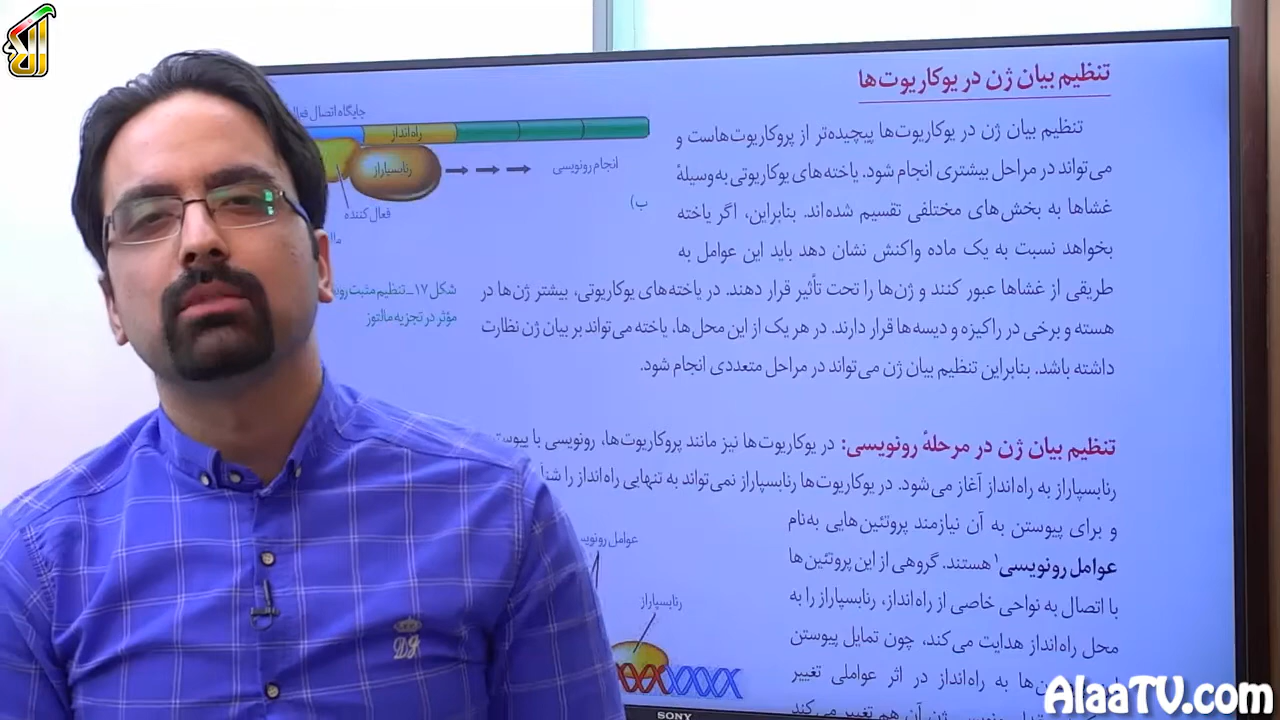 تنظیم بیان ژن در یوکاریوت‌ها
تنظیم بیان ژن در یوکاریوت‌ها پیچیده‌تر از پروکاریوت‌هاست و
می‌تواند در مراحل بیشتری انجام شود. یاخته‌های یوکاریوتی به‌وسیلهٔ
غشاها به بخش‌های مختلفی تقسیم شده‌اند. بنابراین، اگر یاخته
بخواهد نسبت به یک ماده واکنش نشان دهد باید این عوامل به
طریقی از غشاها عبور کنند و ژن‌ها را تحت تأثیر قرار دهند. در یاخته‌های یوکاریوتی، بیشتر ژن‌ها در
هسته و برخی در راکیزه و دیسه‌ها قرار دارند. در هر یک از این محل‌ها، یاخته می‌تواند بر بیان ژن نظارت
داشته باشد. بنابراین تنظیم بیان ژن می‌تواند در مراحل متعددی انجام شود.
جایگاه اتصال
راه‌انداز
رنابسپاراز
انجام رونویسی
فعال کننده
ب)
شکل ۱۷ـ تنظیم مثبت
مؤثر در تجزیه مالتوز
تنظیم بیان ژن در مرحلهٔ رونویسی: در یوکاریوت‌ها نیز مانند پروکاریوت‌ها، رونویسی با
رنابسپاراز به راه‌انداز آغاز می‌شود. در یوکاریوت‌ها رنابسپاراز نمی‌تواند به تنهایی راه‌انداز را
و برای پیوستن به آن نیازمند پروتئین‌هایی به‌نام
عوامل رونویسی۱ هستند. گروهی از این پروتئین‌ها
با اتصال به نواحی خاصی از راه‌انداز، رنابسپاراز را به
محل راه‌انداز هدایت می‌کند، چون تمایل پیوستن
به راه‌انداز در اثر عواملی تغییر
رونویسی ژن آن هم تغییر می‌کند
عوامل
رنابسپاراز
SONY
AlaaTV.com